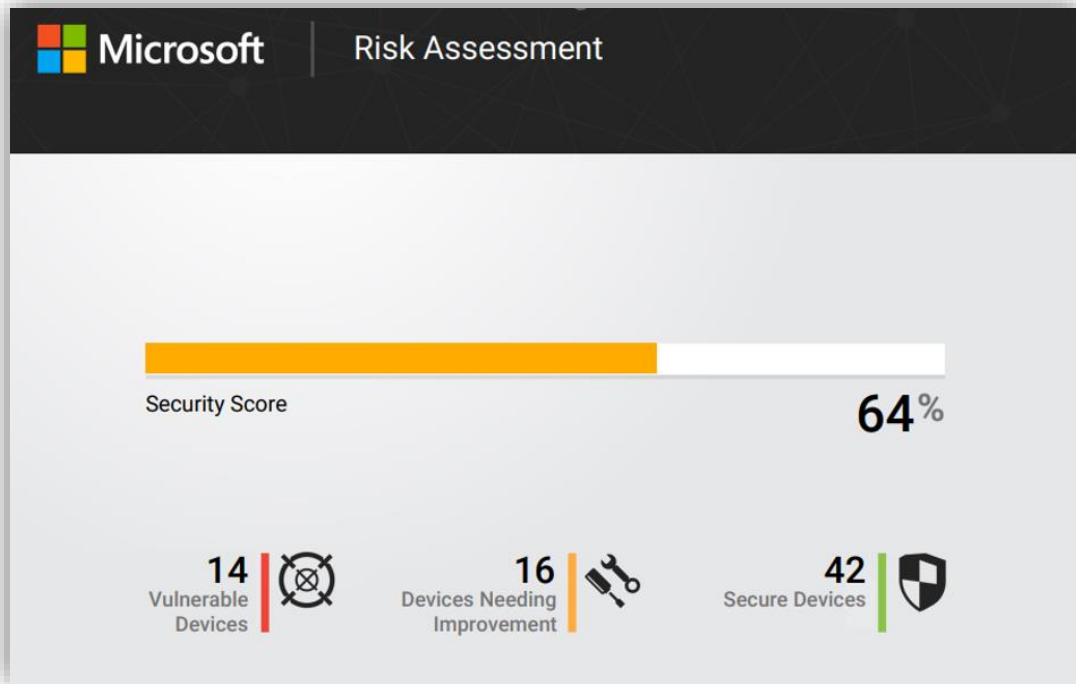 Microsoft
Risk Assessment
Security Score
64%
14
Vulnerable
Devices
16
Devices Needing
Improvement
42
Secure Devices